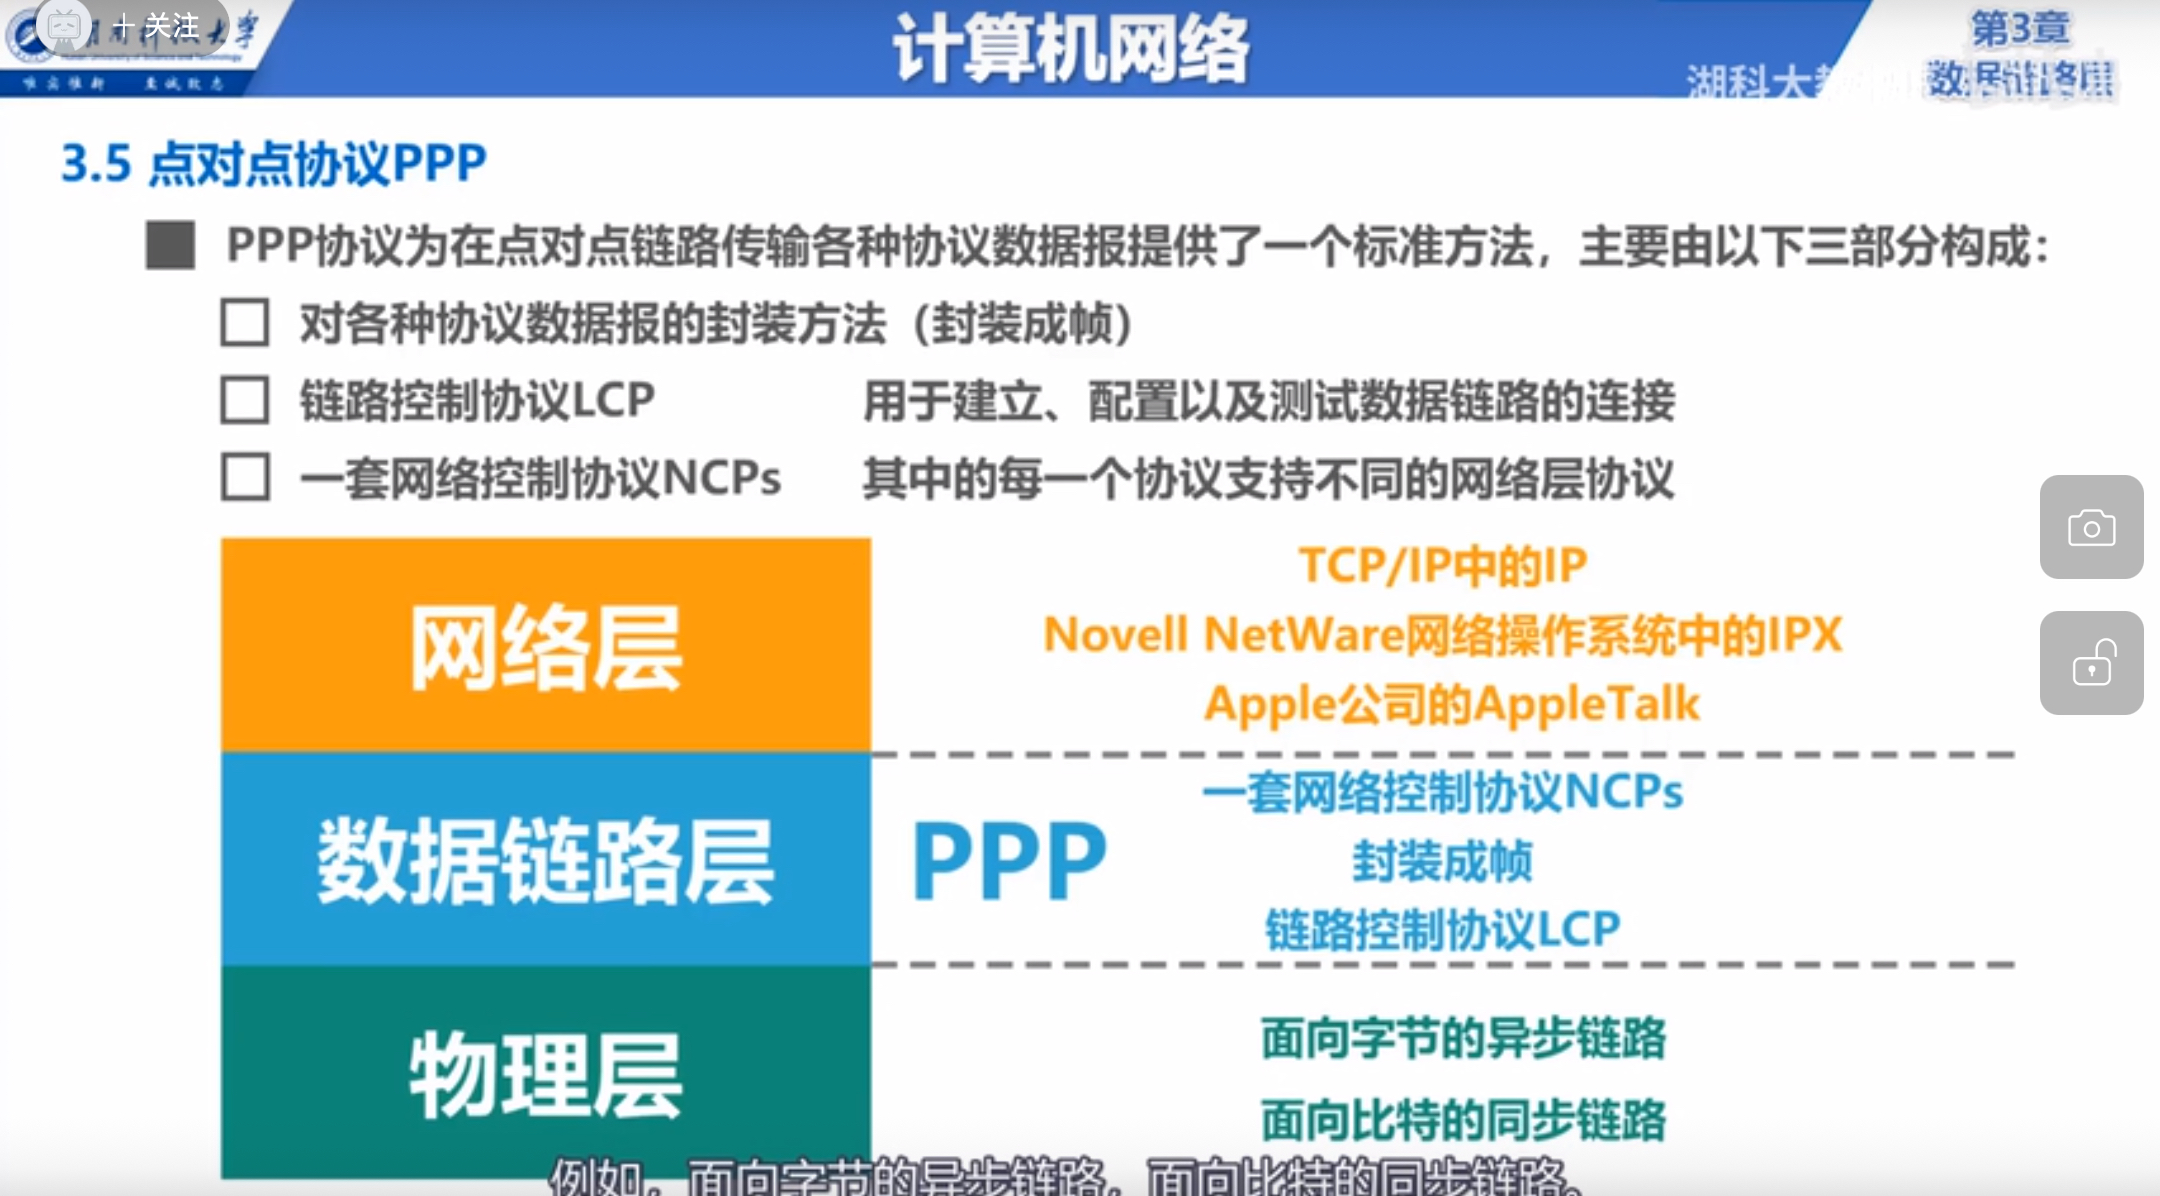 + 关注
计算机网络
第3章
数据链路层
湖科大
3.5 点对点协议PPP
PPP协议为在点对点链路传输各种协议数据报提供了一个标准方法，主要由以下三部分构成：
对各种协议数据报的封装方法（封装成帧）
链路控制协议LCP 用于建立、配置以及测试数据链路的连接
一套网络控制协议NCPs 其中的每一个协议支持不同的网络层协议
网络层
TCP/IP中的IP
Novell NetWare网络操作系统中的IPX
Apple公司的AppleTalk
数据链路层
PPP
一套网络控制协议NCPs
封装成帧
链路控制协议LCP
物理层
面向字节的异步链路
面向比特的同步链路
例如，面向字节的异步链路，面向比特的同步链路。